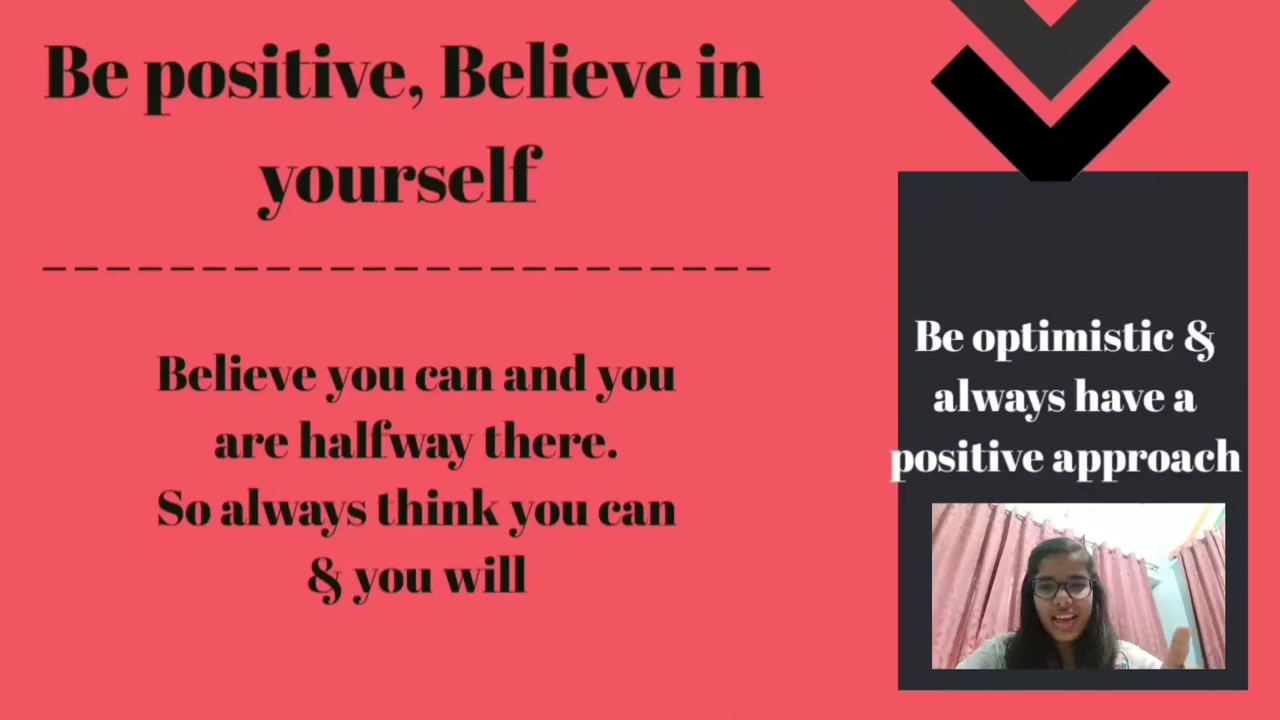 Be positive, Believe in
yourself
Believe you can and you
are halfway there.
So always think you can
& you will
Be optimistic &
always have a
positive approach